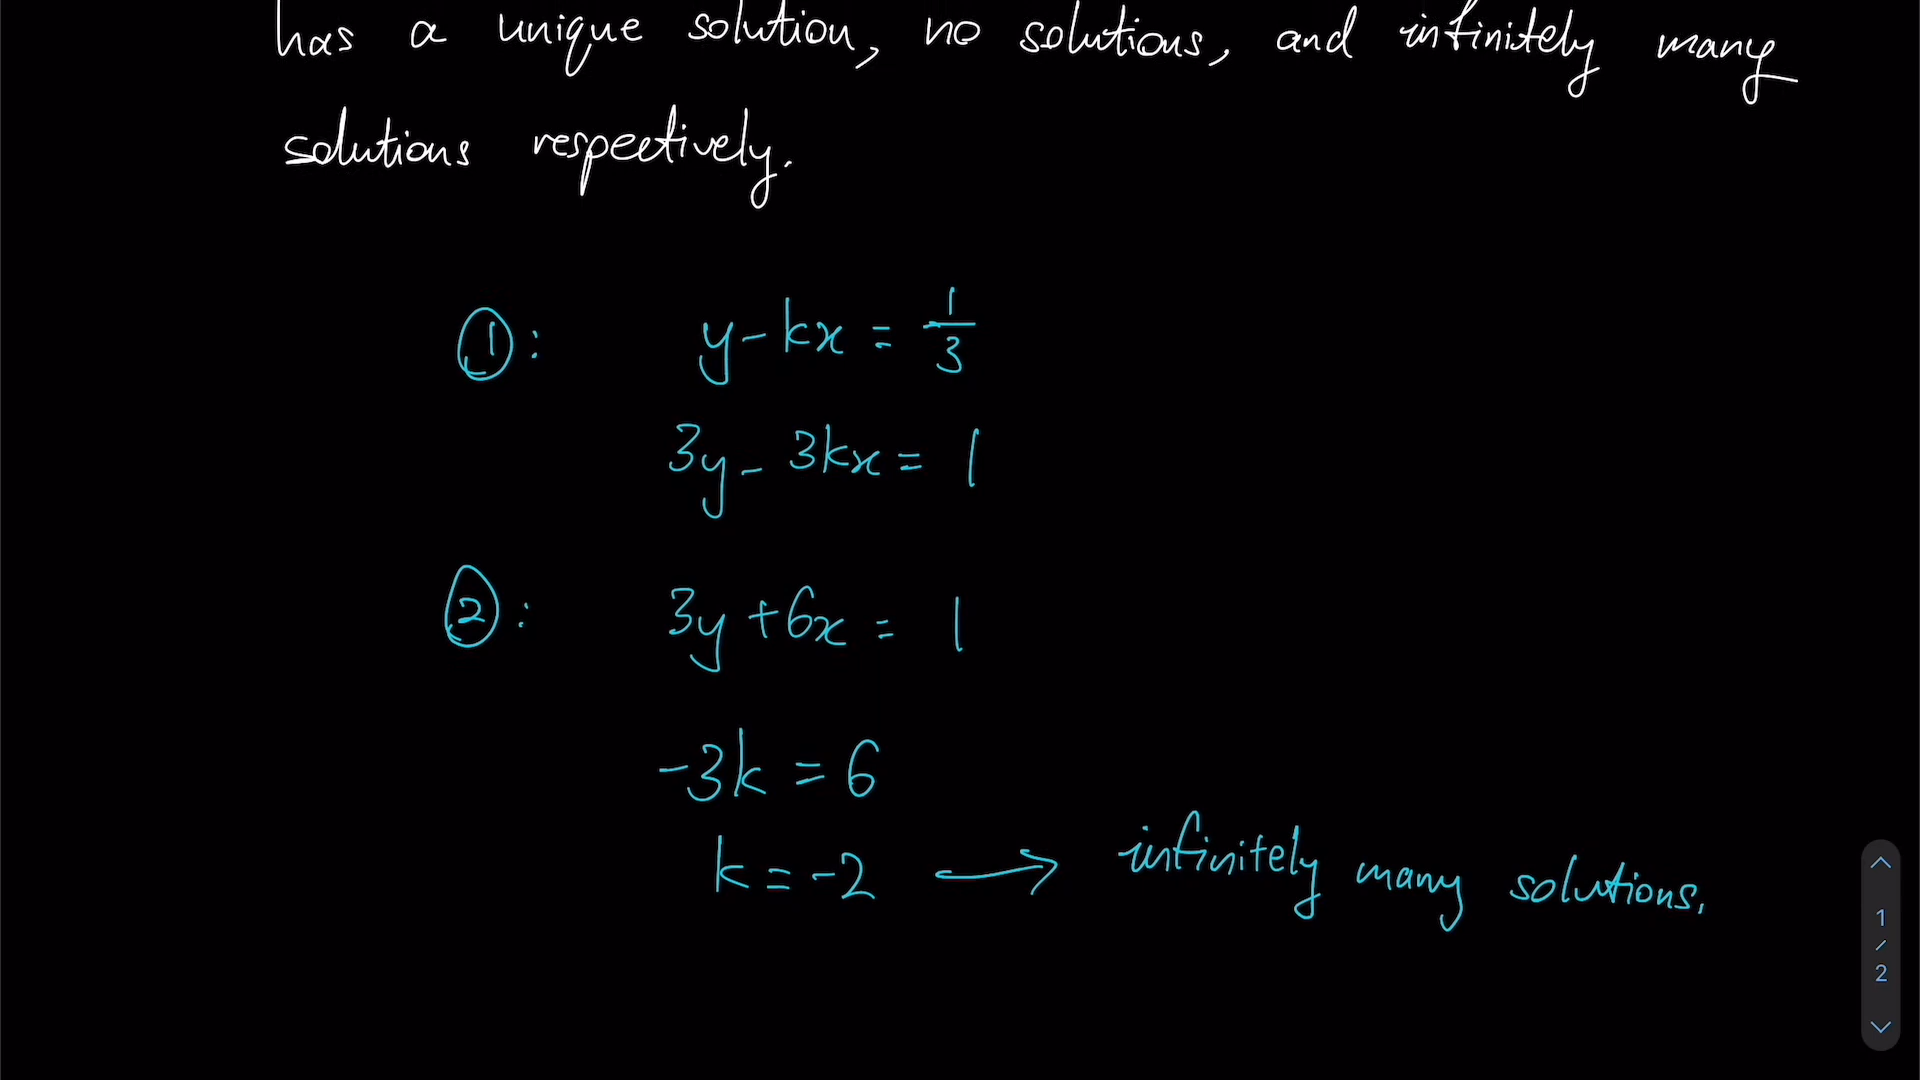 has a unique solution, no solutions, and infinitely many
solutions respectively.
①: y - kx = 1/3
3y - 3kx = 1
②: 3y + 6x = 1
-3k = 6
k = -2 → infinitely many solutions.
1
/
2